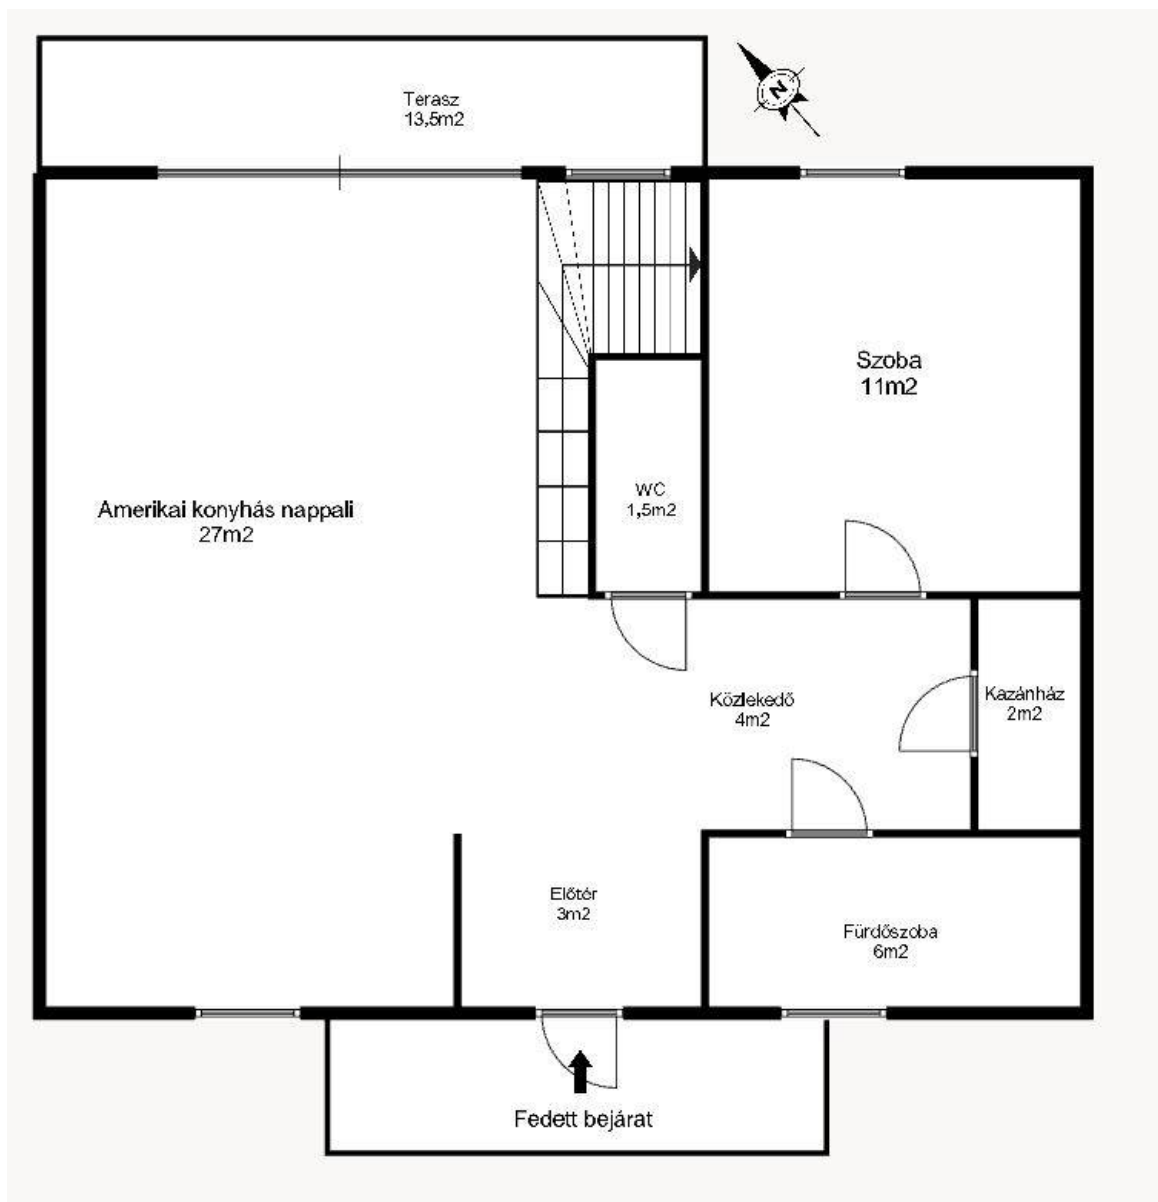 Terasz
13,5m2
N
Szoba
11m2
WC
1,5m2
Amerikai konyhás nappali
27m2
Közlekedő
4m2
Kazánház
2m2
Előtér
3m2
Fürdőszoba
6m2
Fedett bejárat